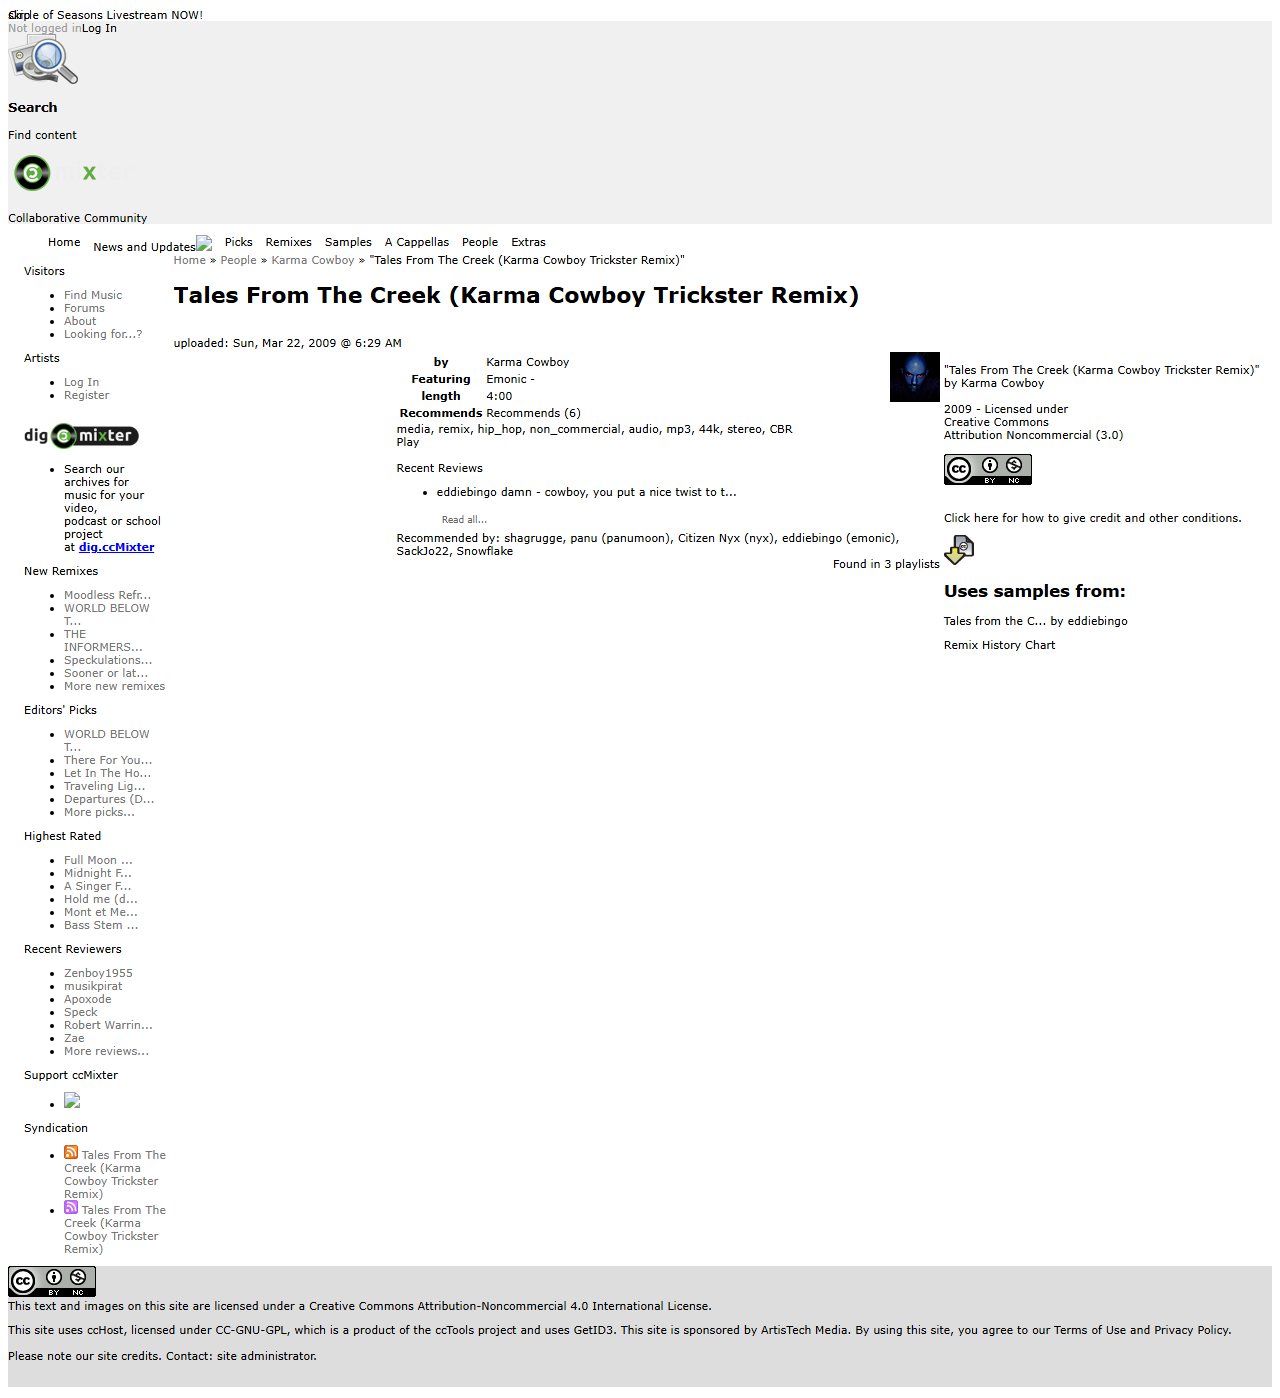 Circle of Seasons Livestream NOW!
Not logged in Log In
Search
Find content
x
Collaborative Community
Home News and Updates Picks Remixes Samples A Cappellas People Extras
Home » People » Karma Cowboy » "Tales From The Creek (Karma Cowboy Trickster Remix)"
Visitors
Find Music
Forums
About
Looking for...?
Artists
Log In
Register
dig mixter
Search our
archives for
music for your
video,
podcast or school
project
at dig.ccMixter
New Remixes
Moodless Refr...
WORLD BELOW
T...
THE
INFORMERS...
Speckulations...
Sooner or lat...
More new remixes
Editors' Picks
WORLD BELOW
T...
There For You...
Let In The Ho...
Traveling Lig...
Departures (D...
More picks...
Highest Rated
Full Moon ...
Midnight F...
A Singer F...
Hold me (d...
Mont et Me...
Bass Stem ...
Recent Reviewers
Zenboy1955
musikpirat
Apoxode
Speck
Robert Warrin...
Zae
More reviews...
Support ccMixter
Syndication
Tales From The
Creek (Karma
Cowboy Trickster
Remix)
Tales From The
Creek (Karma
Cowboy Trickster
Remix)
Tales From The Creek (Karma Cowboy Trickster Remix)
uploaded: Sun, Mar 22, 2009 @ 6:29 AM
by Karma Cowboy
Featuring Emonic -
length 4:00
Recommends Recommends (6)
media, remix, hip_hop, non_commercial, audio, mp3, 44k, stereo, CBR
Play
Recent Reviews
eddiebingo damn - cowboy, you put a nice twist to t...
Read all...
Recommended by: shagrugge, panu (panumoon), Citizen Nyx (nyx), eddiebingo (emonic),
SackJo22, Snowflake
Found in 3 playlists
"Tales From The Creek (Karma Cowboy Trickster Remix)"
by Karma Cowboy
2009 - Licensed under
Creative Commons
Attribution Noncommercial (3.0)
cc BY NC
Click here for how to give credit and other conditions.
Uses samples from:
Tales from the C... by eddiebingo
Remix History Chart
cc BY NC
This text and images on this site are licensed under a Creative Commons Attribution-Noncommercial 4.0 International License.
This site uses ccHost, licensed under CC-GNU-GPL, which is a product of the ccTools project and uses GetID3. This site is sponsored by ArtisTech Media. By using this site, you agree to our Terms of Use and Privacy Policy.
Please note our site credits. Contact: site administrator.